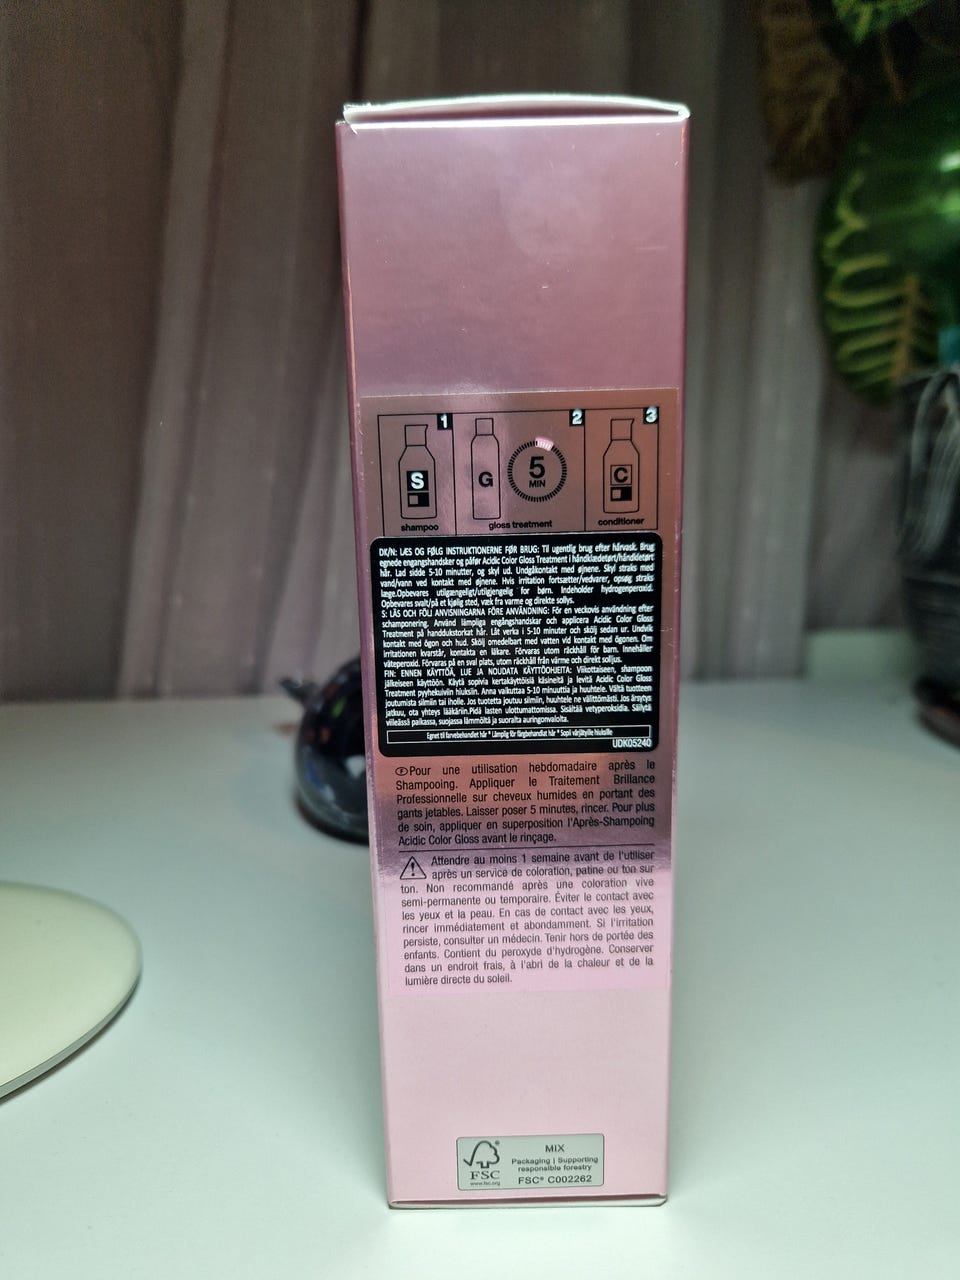 1
2
3
S
G
5
MIN
C
shampoo
gloss treatment
conditioner
DK/N: LÆS OG FØLG INSTRUKTIONERNE FØR BRUG: Til ugentlig brug efter hårvask. Brug
egnede engangshandsker og påfør Acidic Color Gloss Treatment i håndklædetørt/håndkletørt
hår. Lad sidde 5-10 minutter, og skyl ud. Undgå kontakt med øjnene. Skyl straks med
vand/vann ved kontakt med øjnene. Hvis irritation fortsætter/vedvarer, opsøg straks
læge.Opbevares utilgængeligt/utilgjengelig for børn. Indeholder hydrogenperoxid.
Opbevares svalt/på et kjølig sted, væk fra varme og direkte sollys.
S: LÄS OCH FÖLJ ANVISNINGARNA FÖRE ANVÄNDNING: För en veckovis användning efter
schamponering. Använd lämpliga engångshandskar och applicera Acidic Color Gloss
Treatment på handdukstorkat hår. Låt verka i 5-10 minuter och skölj sedan ur. Undvik
kontakt med ögon och hud. Skölj omedelbart med vatten vid kontakt med ögonen. Om
irritationen kvarstår, kontakta en läkare. Förvaras utom räckhåll för barn. Innehåller
väteperoxid. Förvaras på en sval plats, utom räckhåll från värme och direkt solljus.
FIN: ENNEN KÄYTTÖÄ, LUE JA NOUDATA KÄYTTÖOHJEITA: Viikottaiseen, shampoon
jälkeiseen käyttöön. Käytä sopivia kertakäyttöisiä käsineitä ja levitä Acidic Color Gloss
Treatment pyyhekuiviin hiuksiin. Anna vaikuttaa 5-10 minuuttia ja huuhtele. Vältä tuotteen
joutumista silmiin tai iholle. Jos tuotetta joutuu silmiin, huuhtele ne välittömästi. Jos ärsytys
jatkuu, ota yhteys lääkäriin.Pidä lasten ulottumattomissa. Sisältää vetyperoksidia. Säilytä
viileässä paikassa, suojassa lämmöltä ja suoralta auringonvalolta.
Egnet til farvebehandlet hår * Lämplig för färgbehandlat hår * Sopii värjätyille hiuksille
UDK05240
Ⓕ Pour une utilisation hebdomadaire après le
Shampooing. Appliquer le Traitement Brillance
Professionnelle sur cheveux humides en portant des
gants jetables. Laisser poser 5 minutes, rincer. Pour plus
de soin, appliquer en superposition l'Après-Shampoing
Acidic Color Gloss avant le rinçage.
Attendre au moins 1 semaine avant de l'utiliser
après un service de coloration, patine ou ton sur
ton. Non recommandé après une coloration vive
semi-permanente ou temporaire. Éviter le contact avec
les yeux et la peau. En cas de contact avec les yeux,
rincer immédiatement et abondamment. Si l'irritation
persiste, consulter un médecin. Tenir hors de portée des
enfants. Contient du peroxyde d'hydrogène. Conserver
dans un endroit frais, à l'abri de la chaleur et de la
lumière directe du soleil.
FSC
www.fsc.org
MIX
Packaging | Supporting
responsible forestry
FSC® C002262